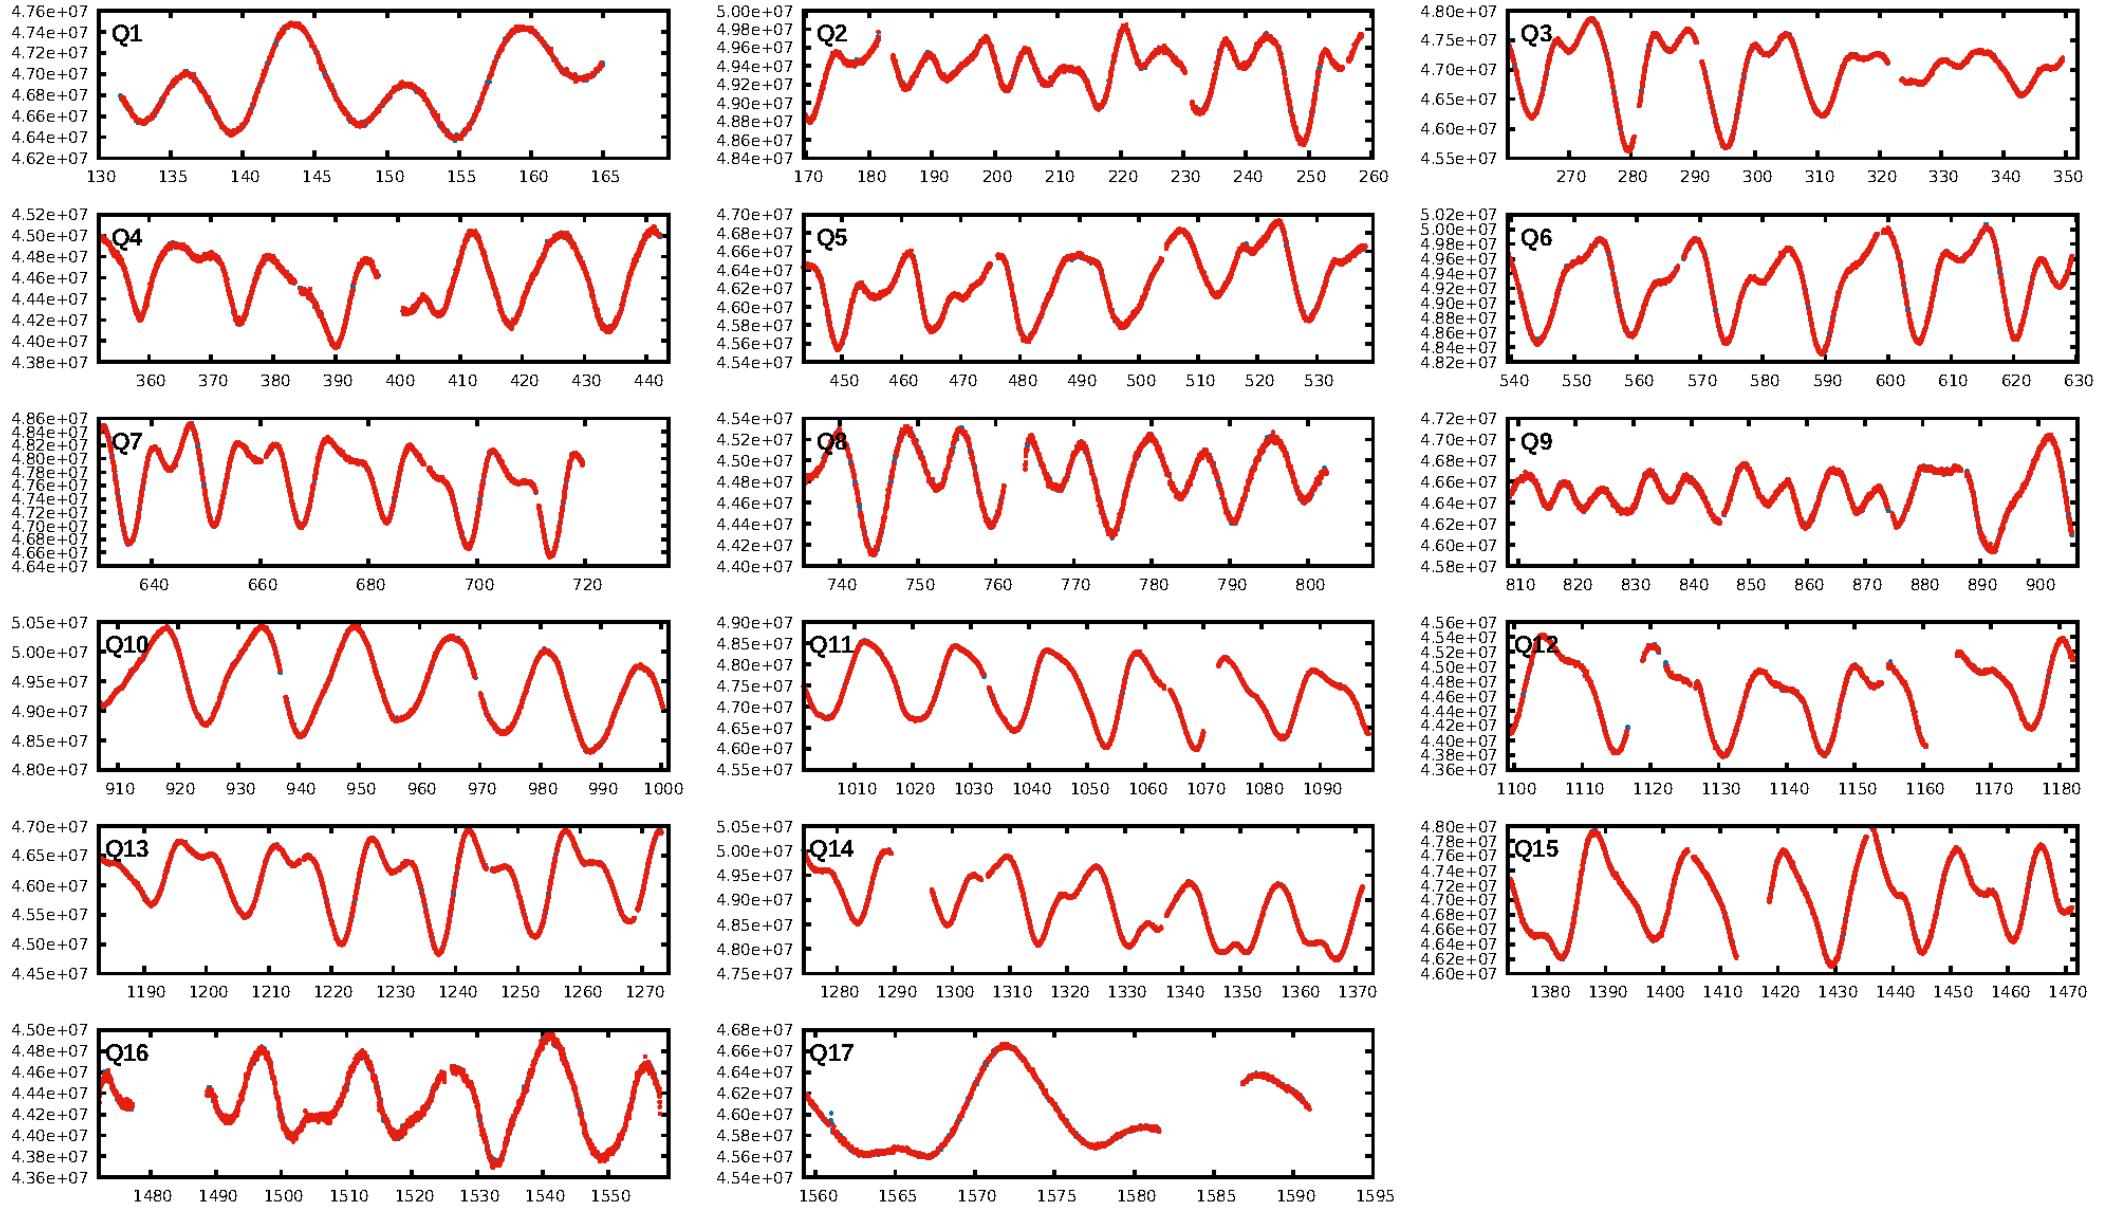 4.76e+07
4.74e+07
4.72e+07
4.70e+07
4.68e+07
4.66e+07
4.64e+07
4.62e+07
Q1
130 135 140 145 150 155 160 165
5.00e+07
4.98e+07
4.96e+07
4.94e+07
4.92e+07
4.90e+07
4.88e+07
4.86e+07
4.84e+07
Q2
170 180 190 200 210 220 230 240 250 260
4.80e+07
4.75e+07
4.70e+07
4.65e+07
4.60e+07
4.55e+07
Q3
270 280 290 300 310 320 330 340 350
4.52e+07
4.50e+07
4.48e+07
4.46e+07
4.44e+07
4.42e+07
4.40e+07
4.38e+07
Q4
360 370 380 390 400 410 420 430 440
4.70e+07
4.68e+07
4.66e+07
4.64e+07
4.62e+07
4.60e+07
4.58e+07
4.56e+07
4.54e+07
Q5
450 460 470 480 490 500 510 520 530
5.02e+07
5.00e+07
4.98e+07
4.96e+07
4.94e+07
4.92e+07
4.90e+07
4.88e+07
4.86e+07
4.84e+07
4.82e+07
Q6
540 550 560 570 580 590 600 610 620 630
4.86e+07
4.84e+07
4.82e+07
4.80e+07
4.78e+07
4.76e+07
4.74e+07
4.72e+07
4.70e+07
4.68e+07
4.66e+07
4.64e+07
Q7
640 660 680 700 720
4.54e+07
4.52e+07
4.50e+07
4.48e+07
4.46e+07
4.44e+07
4.42e+07
4.40e+07
Q8
740 750 760 770 780 790 800
4.72e+07
4.70e+07
4.68e+07
4.66e+07
4.64e+07
4.62e+07
4.60e+07
4.58e+07
Q9
810 820 830 840 850 860 870 880 890 900
5.05e+07
5.00e+07
4.95e+07
4.90e+07
4.85e+07
4.80e+07
Q10
910 920 930 940 950 960 970 980 990 1000
4.90e+07
4.85e+07
4.80e+07
4.75e+07
4.70e+07
4.65e+07
4.60e+07
4.55e+07
Q11
1010 1020 1030 1040 1050 1060 1070 1080 1090
4.56e+07
4.54e+07
4.52e+07
4.50e+07
4.48e+07
4.46e+07
4.44e+07
4.42e+07
4.40e+07
4.38e+07
4.36e+07
Q12
1100 1110 1120 1130 1140 1150 1160 1170 1180
4.70e+07
4.65e+07
4.60e+07
4.55e+07
4.50e+07
4.45e+07
Q13
1190 1200 1210 1220 1230 1240 1250 1260 1270
5.05e+07
5.00e+07
4.95e+07
4.90e+07
4.85e+07
4.80e+07
4.75e+07
Q14
1280 1290 1300 1310 1320 1330 1340 1350 1360 1370
4.80e+07
4.78e+07
4.76e+07
4.74e+07
4.72e+07
4.70e+07
4.68e+07
4.66e+07
4.64e+07
4.62e+07
4.60e+07
Q15
1380 1390 1400 1410 1420 1430 1440 1450 1460 1470
4.50e+07
4.48e+07
4.46e+07
4.44e+07
4.42e+07
4.40e+07
4.38e+07
4.36e+07
Q16
1480 1490 1500 1510 1520 1530 1540 1550
4.68e+07
4.66e+07
4.64e+07
4.62e+07
4.60e+07
4.58e+07
4.56e+07
4.54e+07
Q17
1560 1565 1570 1575 1580 1585 1590 1595